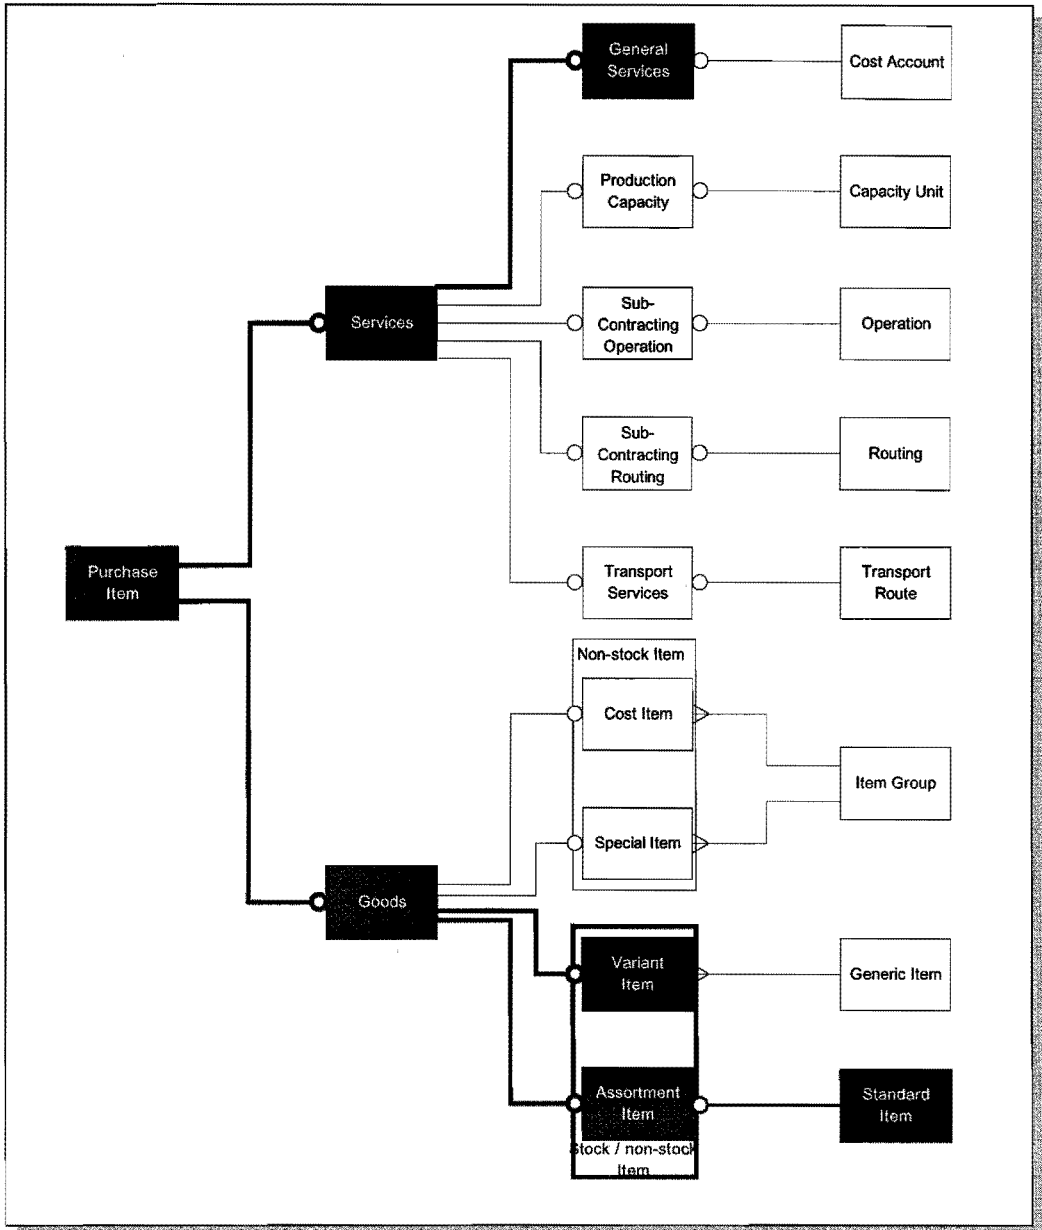 General
Services
Cost Account
Production
Capacity
Capacity Unit
Services
Sub-
Contracting
Operation
Operation
Sub-
Contracting
Routing
Routing
Purchase
Item
Transport
Services
Transport
Route
Non-stock Item
Cost Item
Item Group
Special Item
Goods
Variant
Item
Generic Item
Assortment
Item
Standard
Item
Stock / non-stock
Item